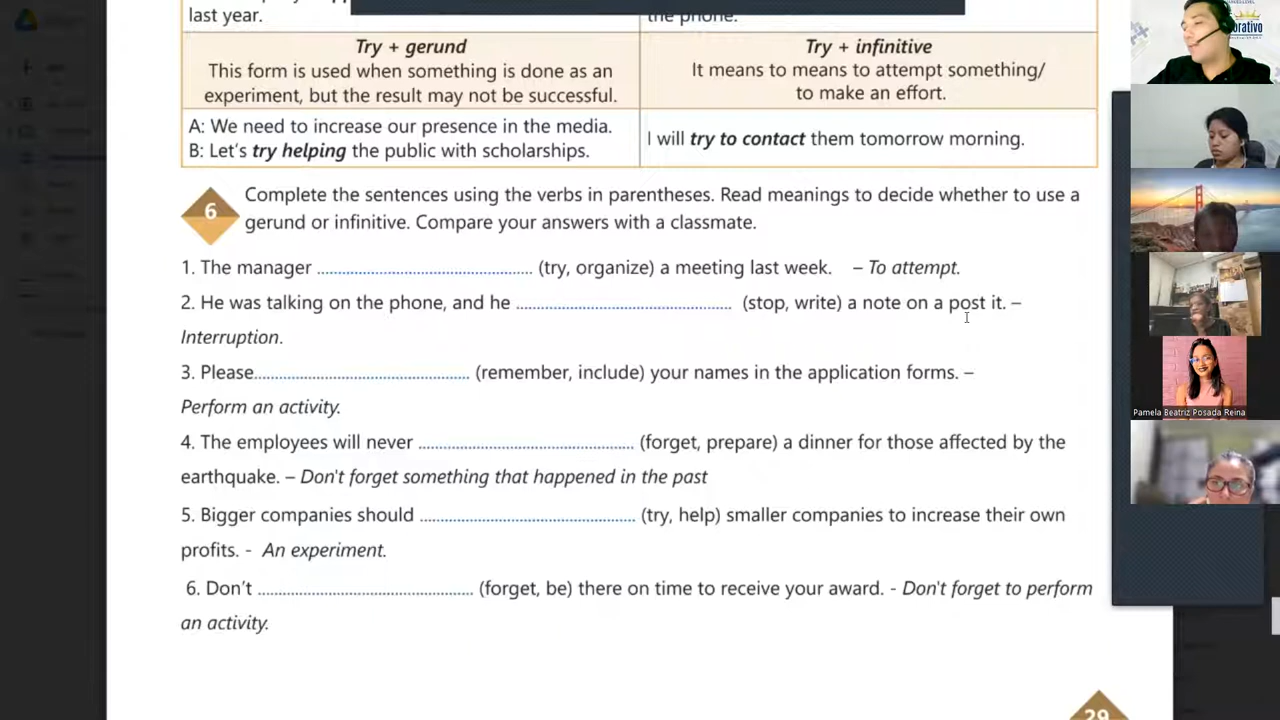 last year.
the phone.
Try + gerund
This form is used when something is done as an
experiment, but the result may not be successful.
Try + infinitive
It means to means to attempt something/
to make an effort.
A: We need to increase our presence in the media.
B: Let's try helping the public with scholarships.
I will try to contact them tomorrow morning.
6
Complete the sentences using the verbs in parentheses. Read meanings to decide whether to use a
gerund or infinitive. Compare your answers with a classmate.
1. The manager ................................................... (try, organize) a meeting last week. – To attempt.
2. He was talking on the phone, and he ................................................... (stop, write) a note on a post it. –
Interruption.
3. Please................................................... (remember, include) your names in the application forms. –
Perform an activity.
4. The employees will never ................................................... (forget, prepare) a dinner for those affected by the
earthquake. – Don't forget something that happened in the past
5. Bigger companies should ................................................... (try, help) smaller companies to increase their own
profits. - An experiment.
6. Don't ................................................... (forget, be) there on time to receive your award. - Don't forget to perform
an activity.
29
Pamela Beatriz Posada Reina